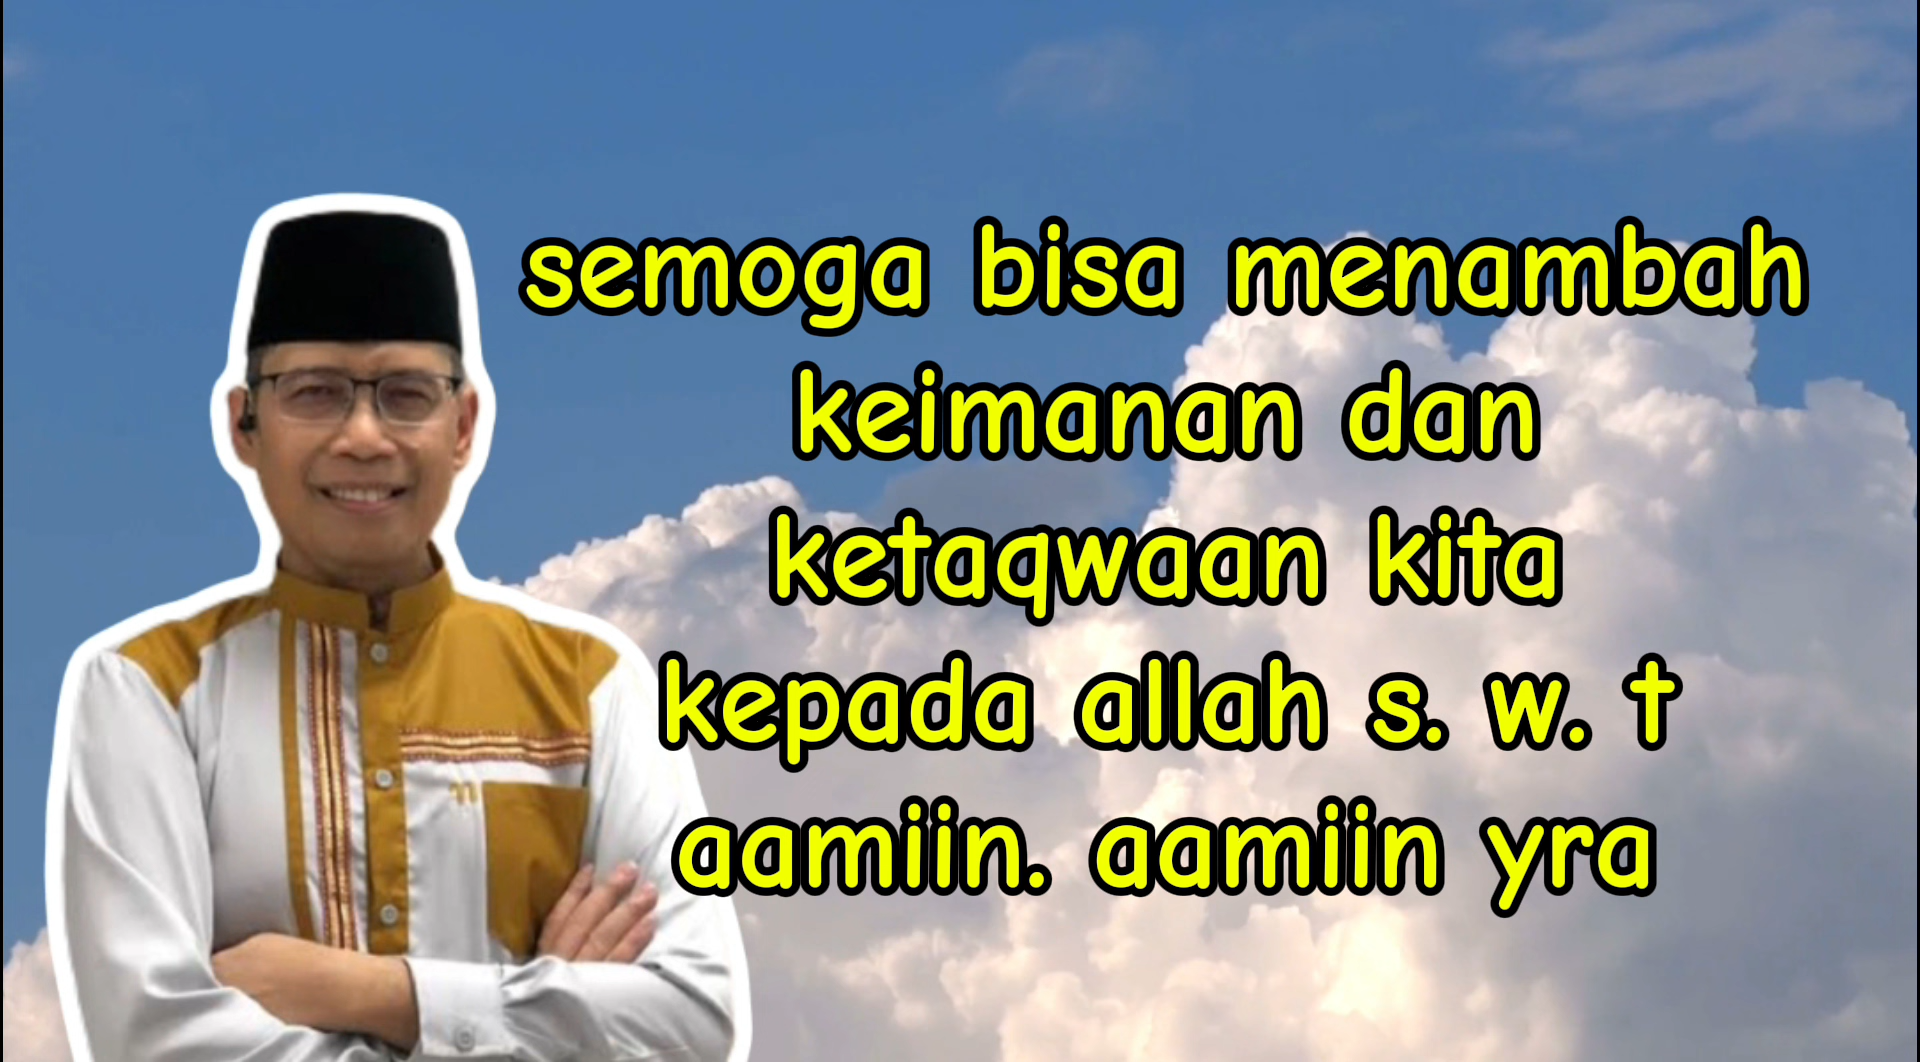 semoga bisa menambah
keimanan dan
ketaqwaan kita
kepada allah s. w. t
aamiin. aamiin yra